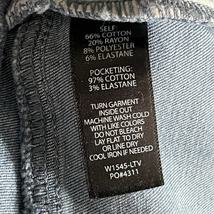 SELF:
66% COTTON
20% RAYON
8% POLYESTER
6% ELASTANE
POCKETING:
97% COTTON
3% ELASTANE
TURN GARMENT
INSIDE OUT
MACHINE WASH COLD
WITH LIKE COLORS
DO NOT BLEACH
LAY FLAT TO DRY
OR LINE DRY
COOL IRON IF NEEDED
W1545-LTV
PO#4311